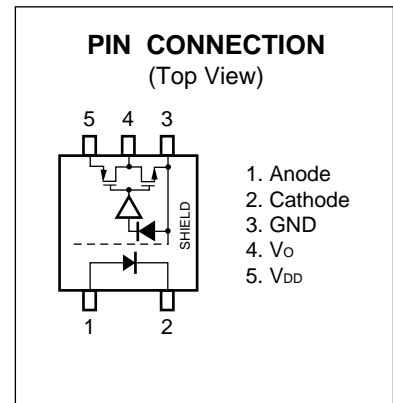 PIN CONNECTION
(Top View)
5 4 3
SHIELD
1 2
1. Anode
2. Cathode
3. GND
4. Vo
5. VDD